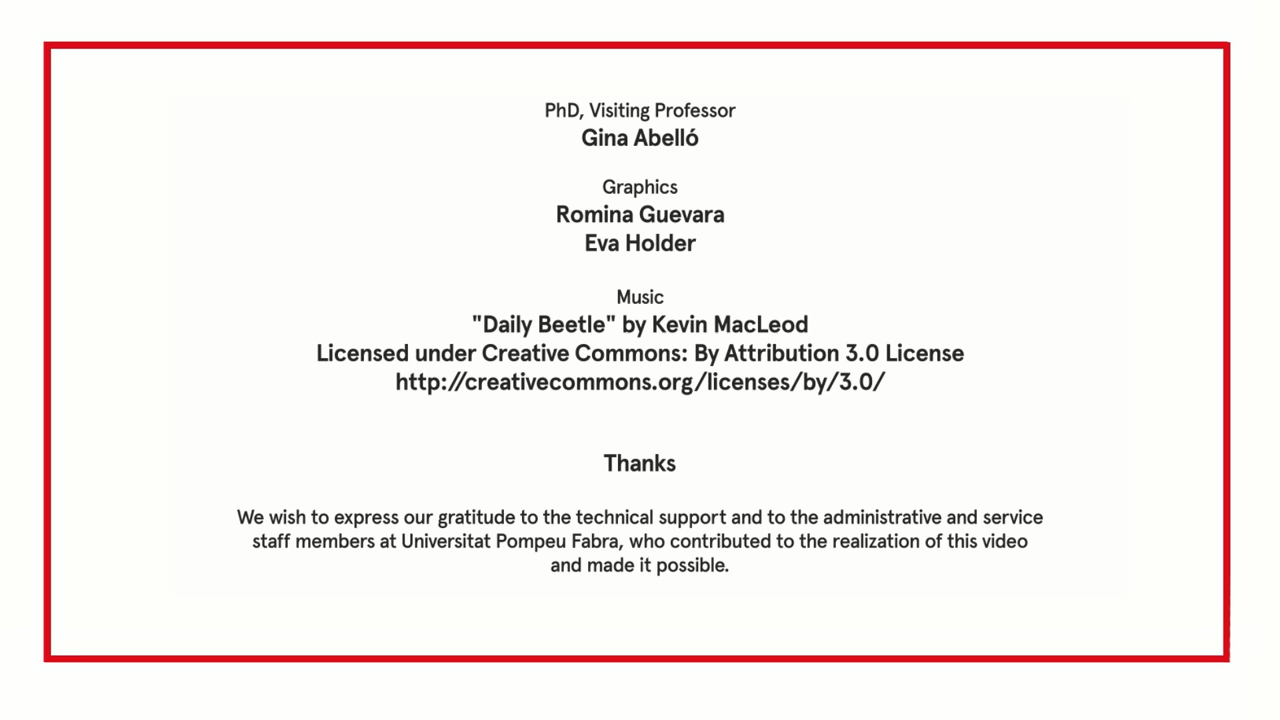 PhD, Visiting Professor
Gina Abelló
Graphics
Romina Guevara
Eva Holder
Music
"Daily Beetle" by Kevin MacLeod
Licensed under Creative Commons: By Attribution 3.0 License
http://creativecommons.org/licenses/by/3.0/
Thanks
We wish to express our gratitude to the technical support and to the administrative and service
staff members at Universitat Pompeu Fabra, who contributed to the realization of this video
and made it possible.